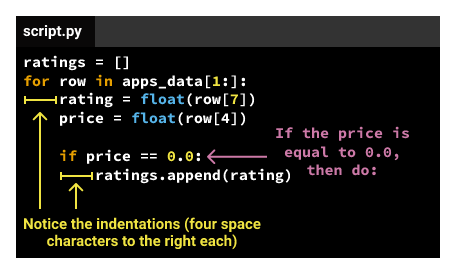 script.py
ratings = []
for row in apps_data[1:]:
rating = float(row[7])
price = float(row[4])
If the price is
equal to 0.0,
then do:
if price == 0.0:
ratings.append(rating)
Notice the indentations (four space
characters to the right each)